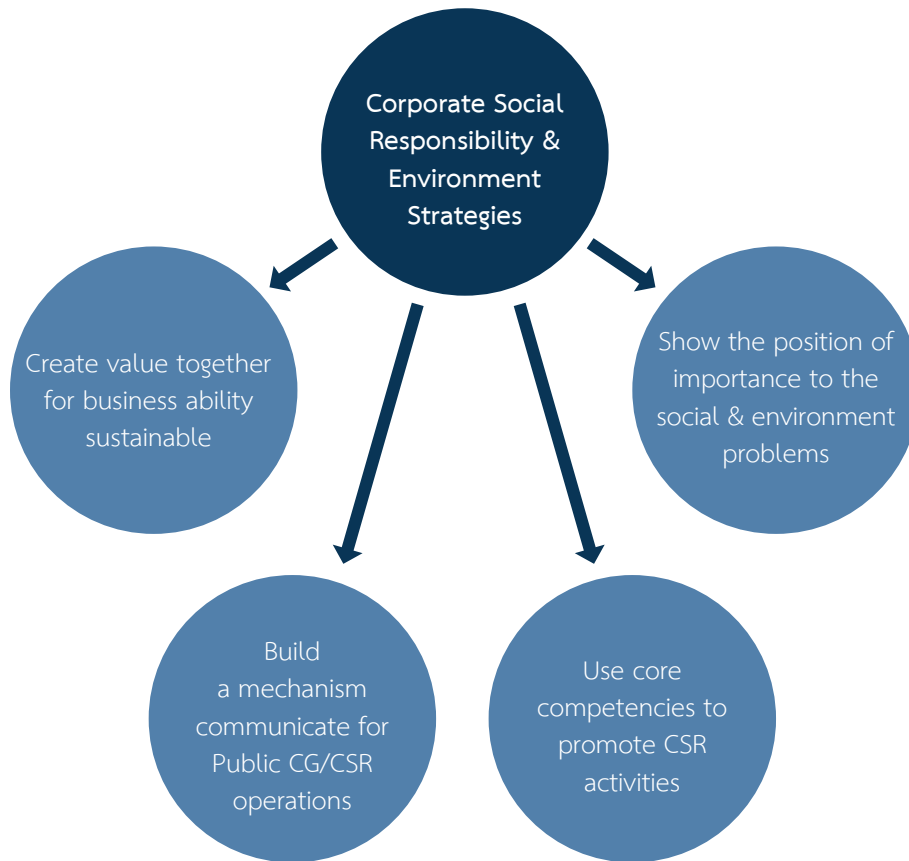 Corporate Social
Responsibility &
Environment
Strategies
Create value together
for business ability
sustainable
Show the position of
importance to the
social & environment
problems
Build
a mechanism
communicate for
Public CG/CSR
operations
Use core
competencies to
promote CSR
activities